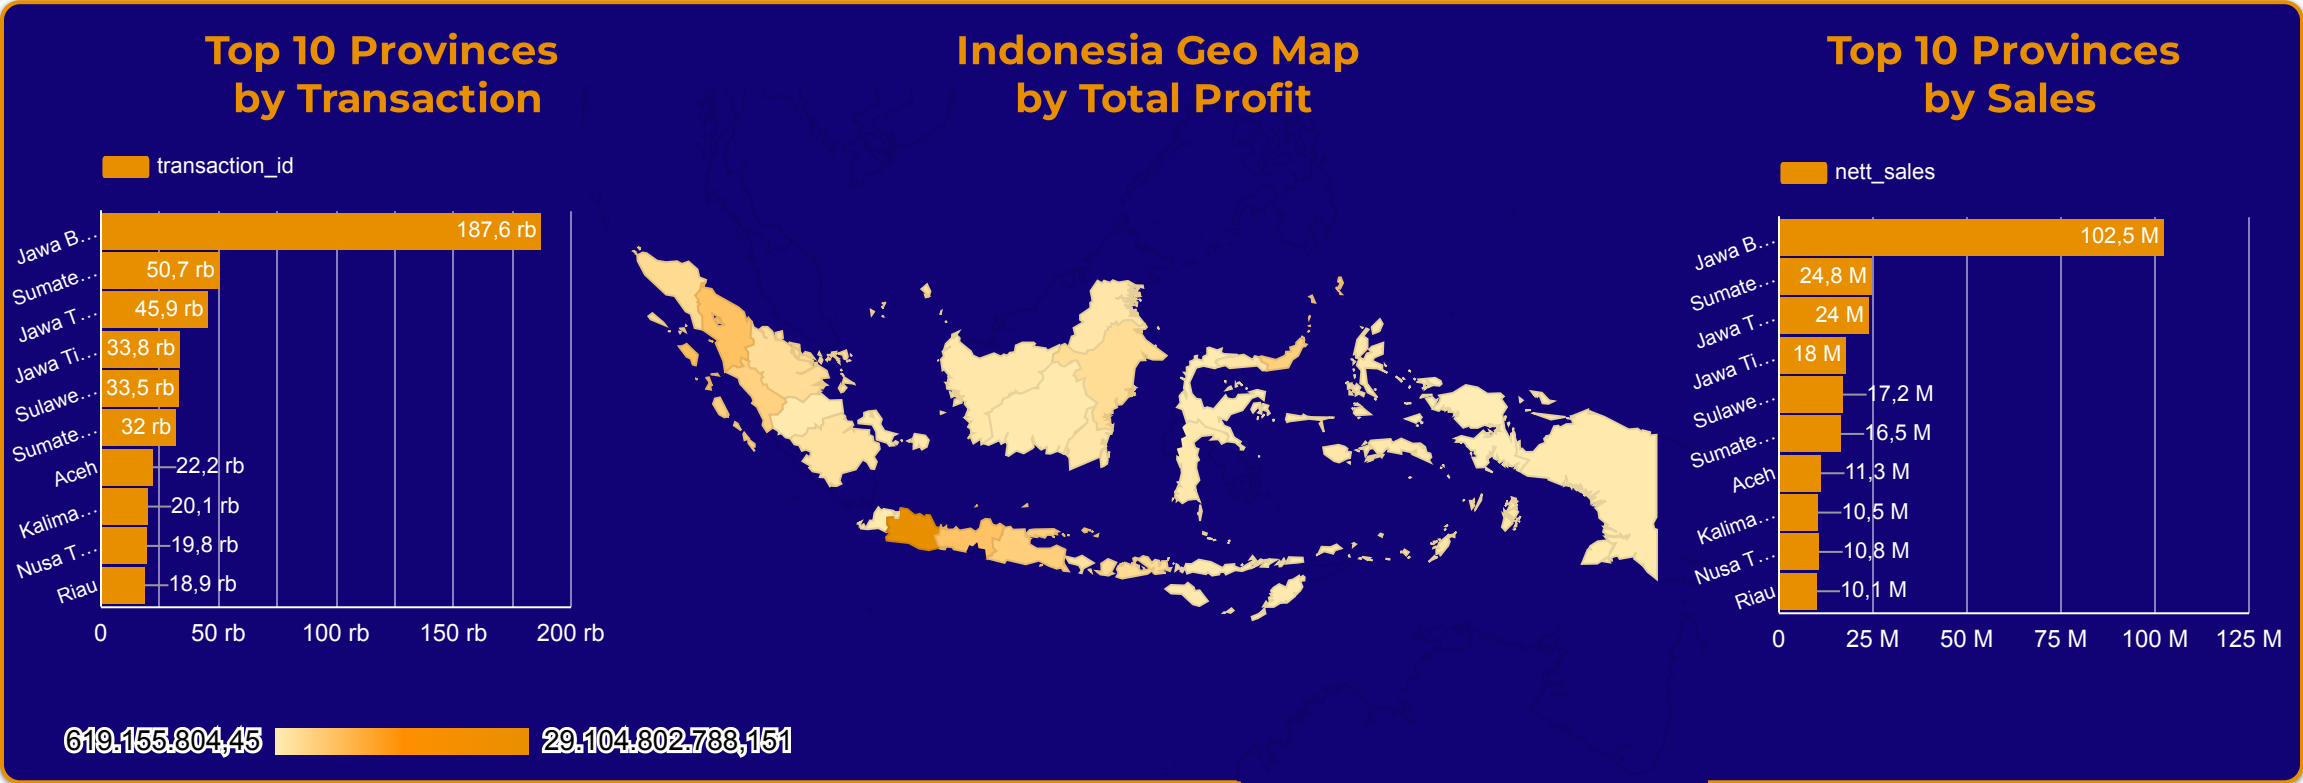 Top 10 Provinces
by Transaction
transaction_id
Jawa B…
187,6 rb
Sumate…
50,7 rb
Jawa T…
45,9 rb
Jawa Ti…
33,8 rb
Sulawe…
33,5 rb
Sumate…
32 rb
Aceh
22,2 rb
Kalima…
20,1 rb
Nusa T…
19,8 rb
Riau
18,9 rb
0
50 rb
100 rb
150 rb
200 rb
Indonesia Geo Map
by Total Profit
619.155.804,45
29.104.802.788,151
Top 10 Provinces
by Sales
nett_sales
Jawa B…
102,5 M
Sumate…
24,8 M
Jawa T…
24 M
Jawa Ti…
18 M
Sulawe…
17,2 M
Sumate…
16,5 M
Aceh
11,3 M
Kalima…
10,5 M
Nusa T…
10,8 M
Riau
10,1 M
0
25 M
50 M
75 M
100 M
125 M